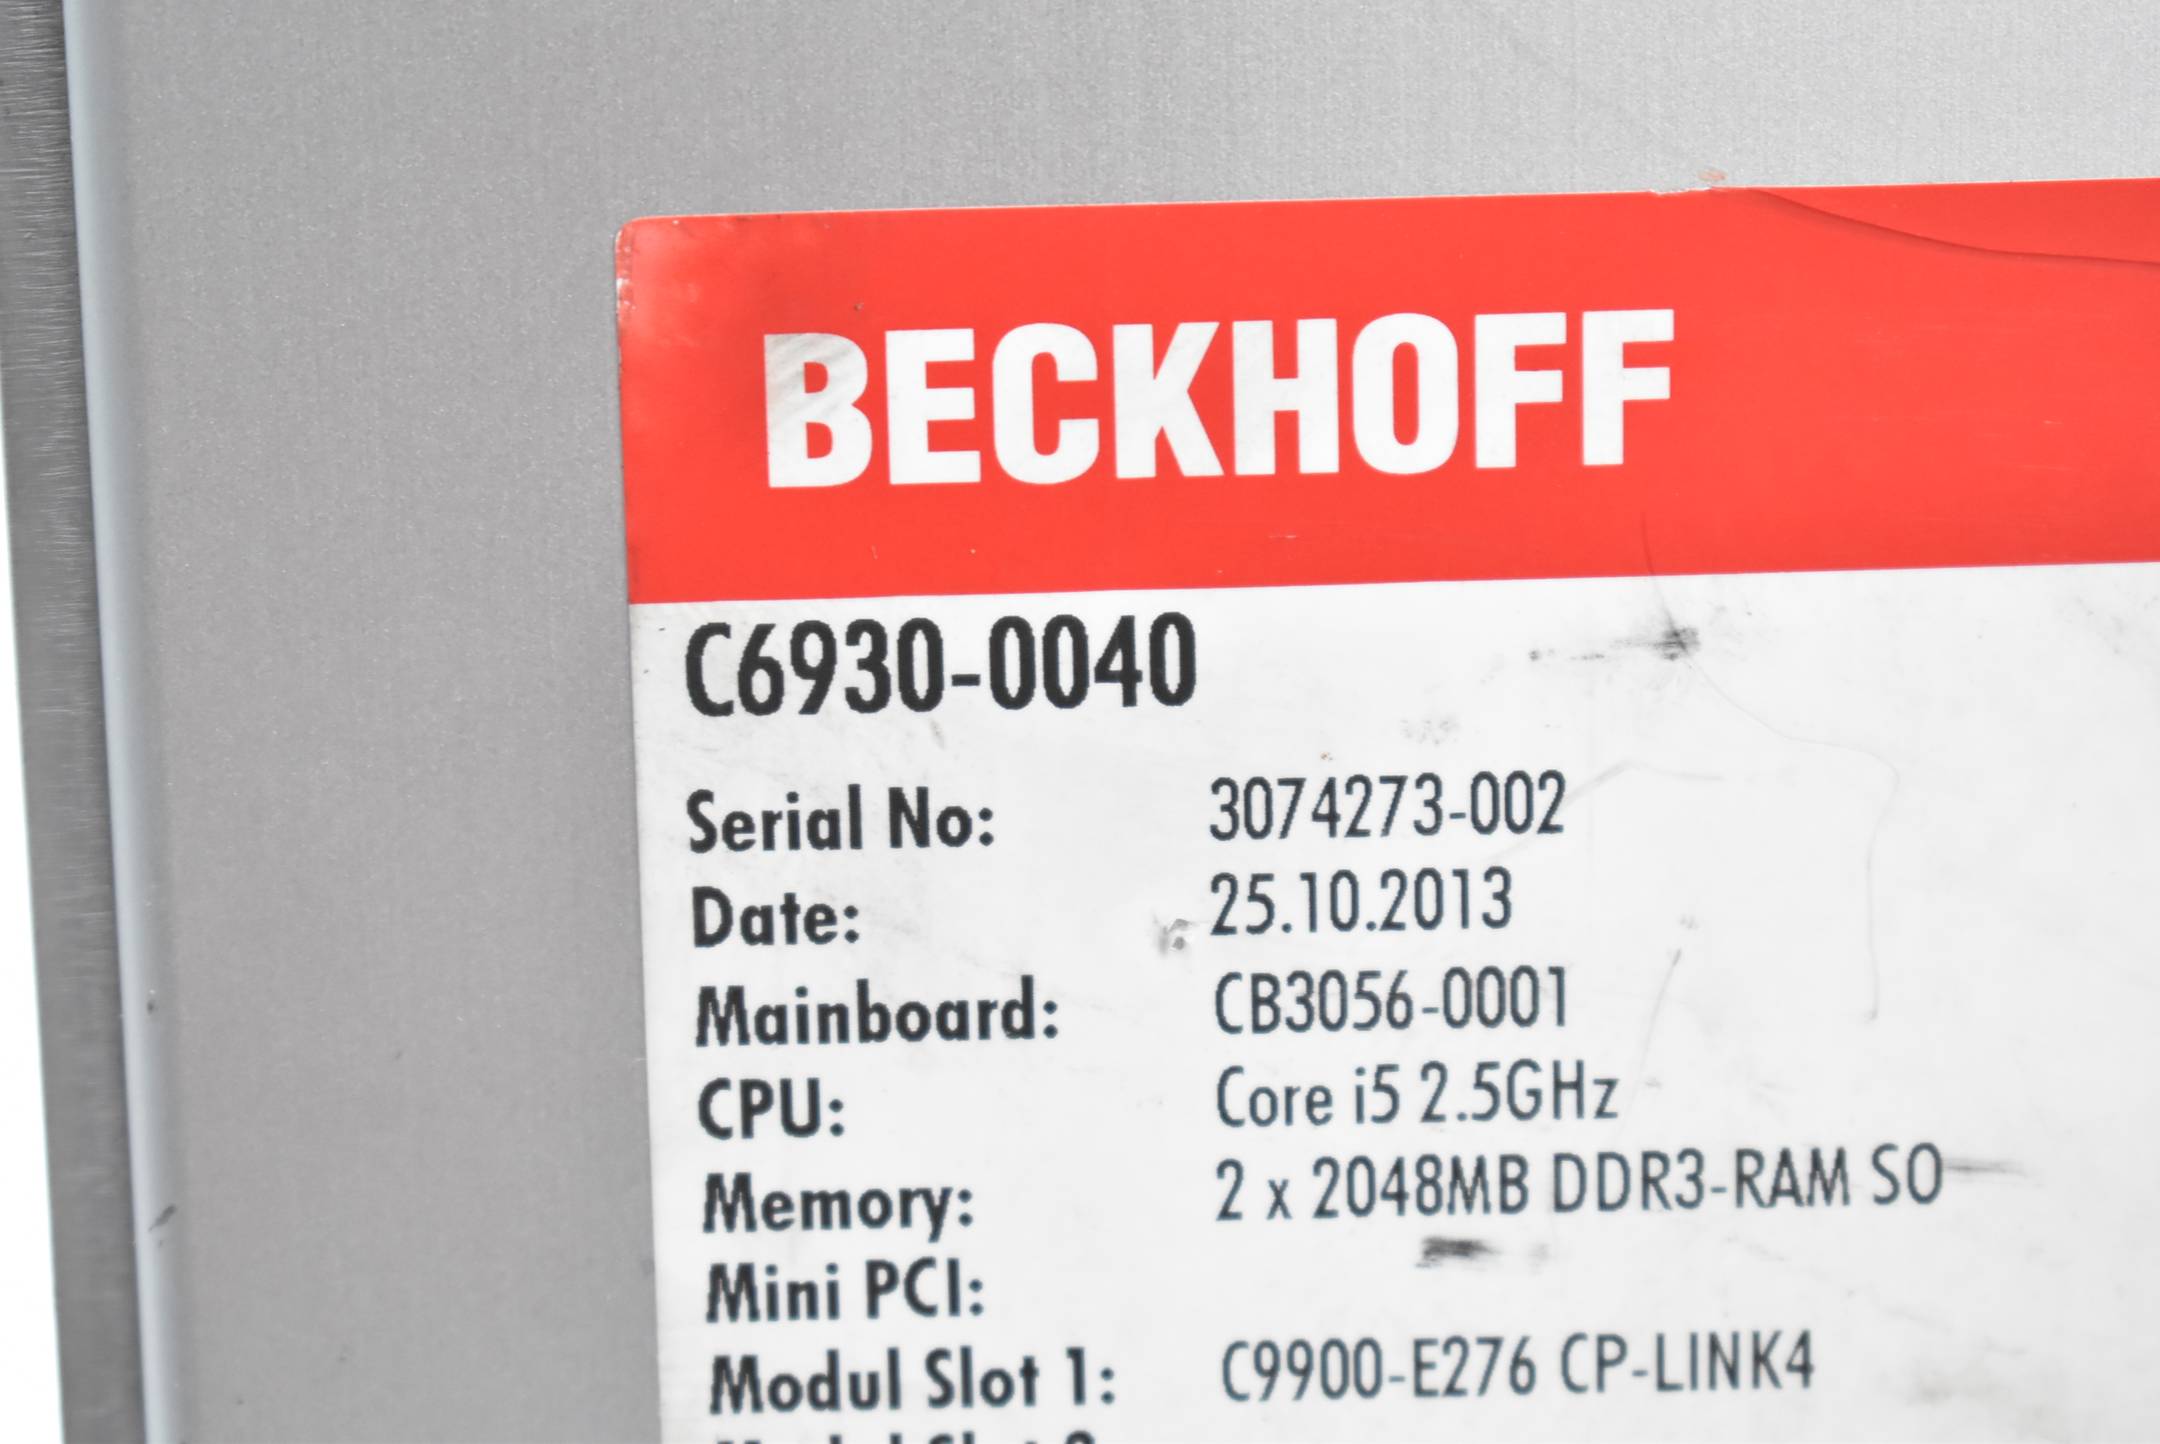 BECKHOFF
C6930-0040
Serial No: 3074273-002
Date: 25.10.2013
Mainboard: CB3056-0001
CPU: Core i5 2.5GHz
Memory: 2 x 2048MB DDR3-RAM SO
Mini PCI:
Modul Slot 1: C9900-E276 CP-LINK4